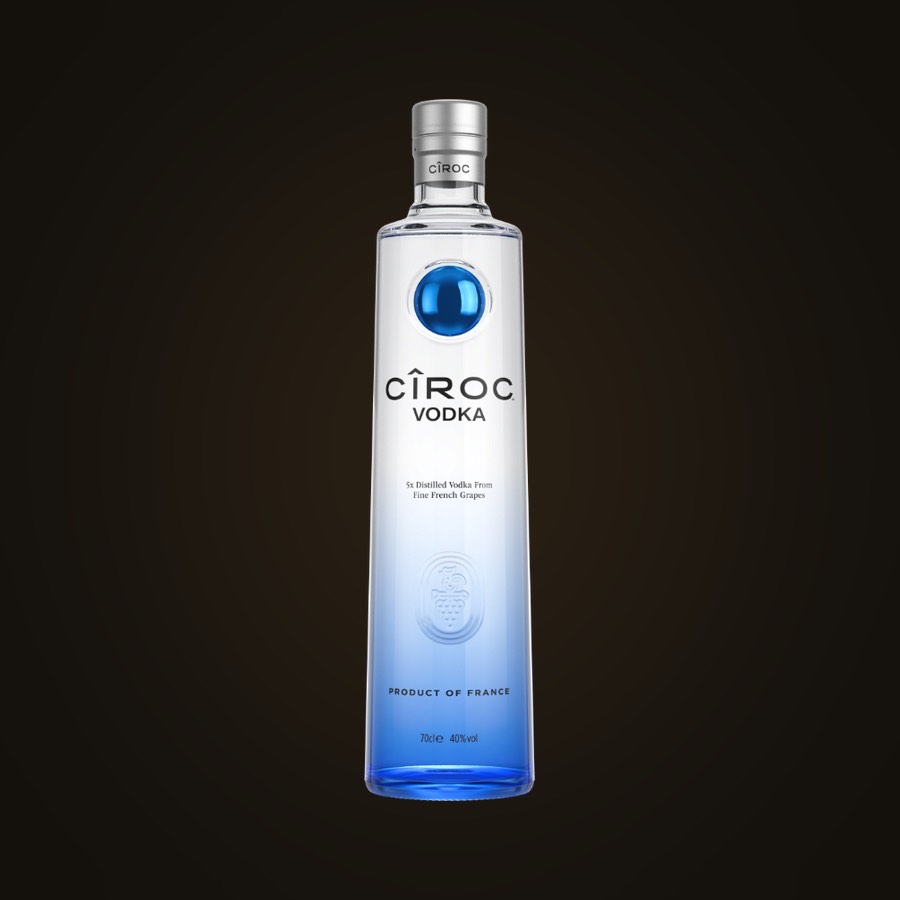 CÎROC
CÎROC
VODKA
5x Distilled Vodka From
Fine French Grapes
PRODUCT OF FRANCE
70cl℮ 40%vol